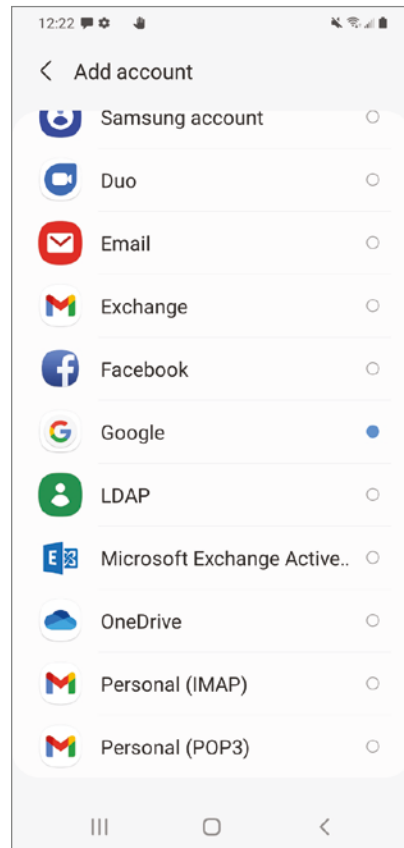 12:22
Add account
Samsung account
Duo
Email
Exchange
Facebook
Google
LDAP
Microsoft Exchange Active..
OneDrive
Personal (IMAP)
Personal (POP3)